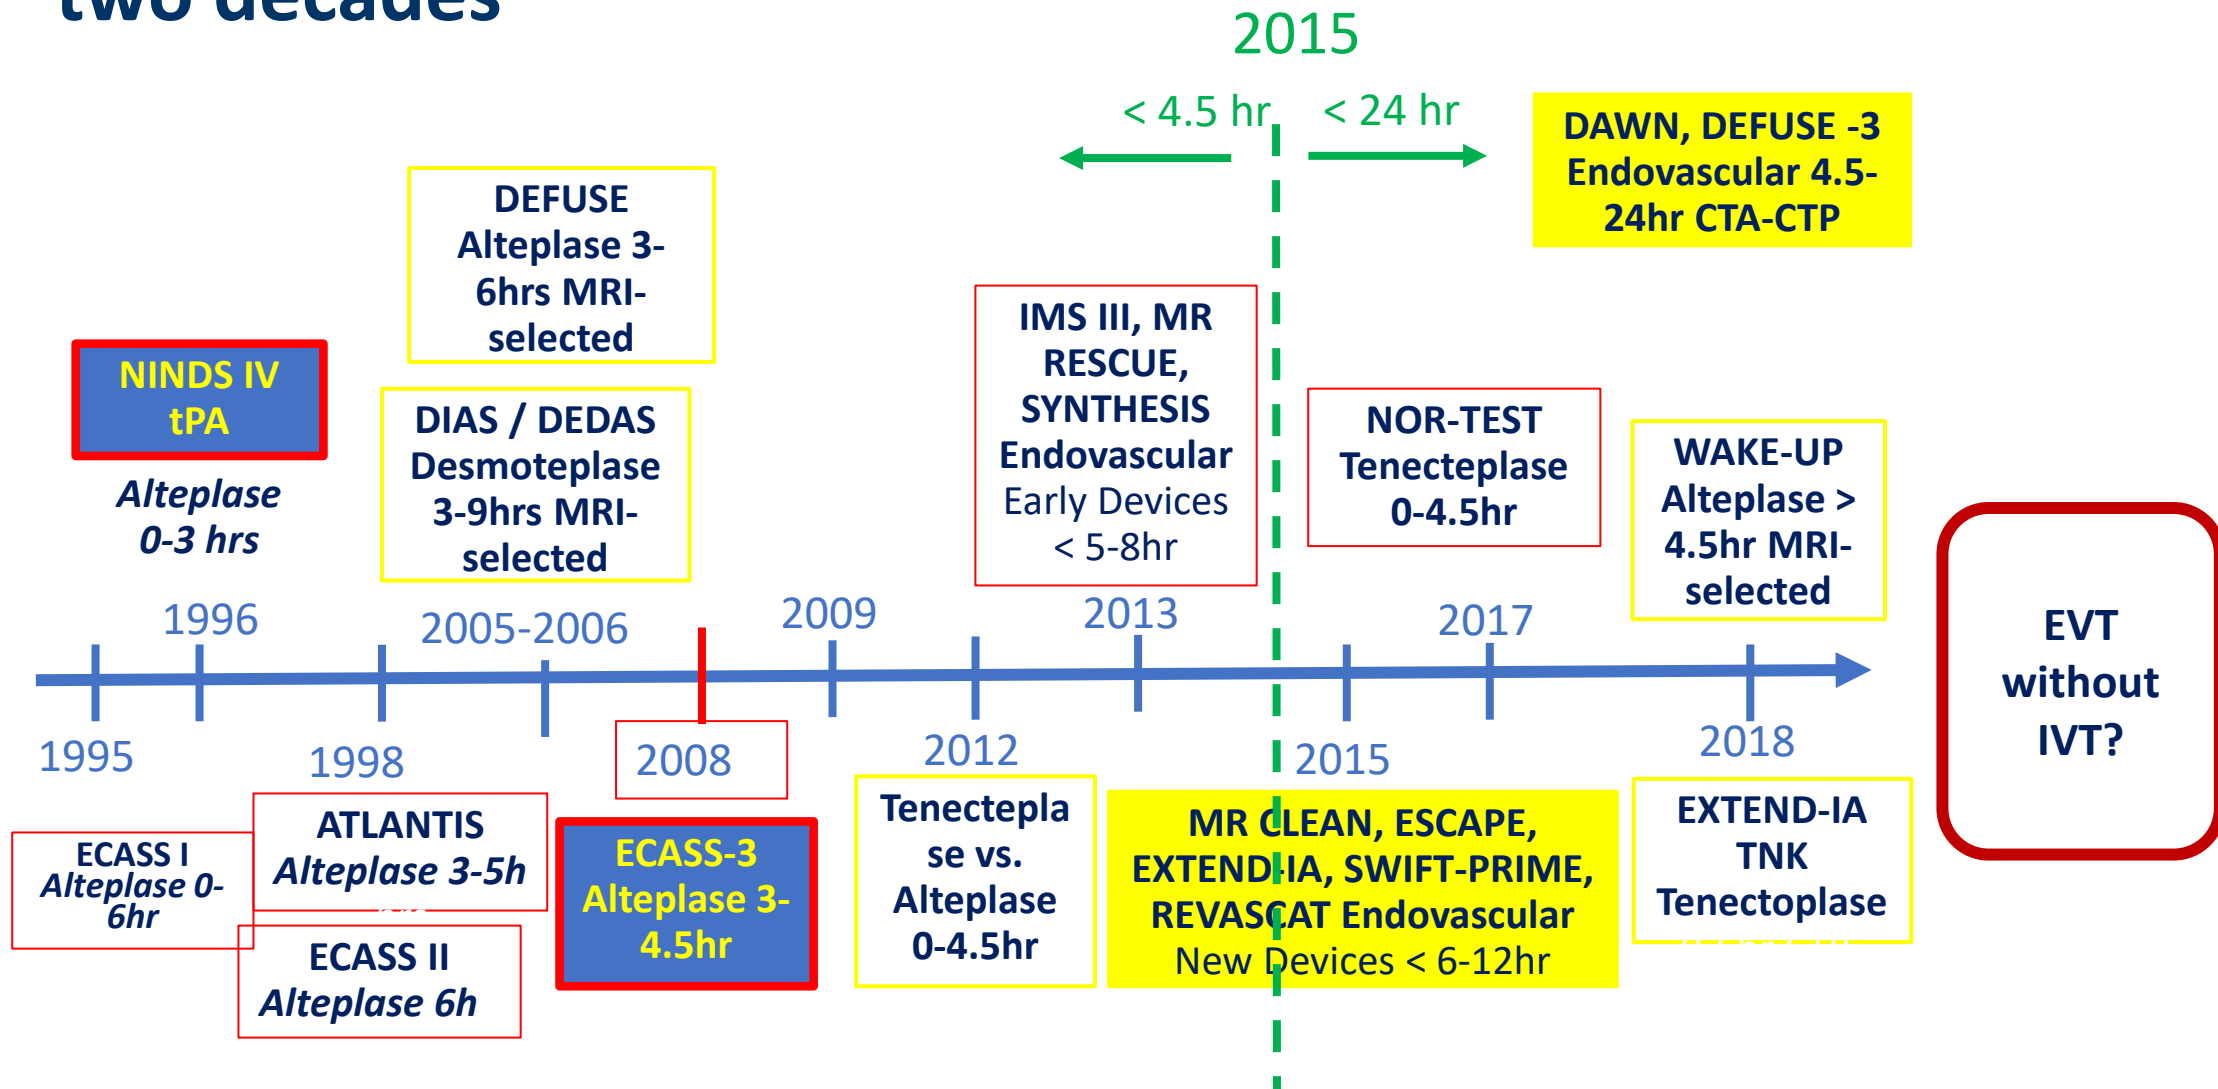 two decades
2015
< 4.5 hr
< 24 hr
DAWN, DEFUSE -3
Endovascular 4.5-
24hr CTA-CTP
DEFUSE
Alteplase 3-
6hrs MRI-
selected
IMS III, MR
RESCUE,
SYNTHESIS
Endovascular
Early Devices
< 5-8hr
NINDS IV
tPA
Alteplase
0-3 hrs
DIAS / DEDAS
Desmoteplase
3-9hrs MRI-
selected
NOR-TEST
Tenecteplase
0-4.5hr
WAKE-UP
Alteplase >
4.5hr MRI-
selected
EVT
without
IVT?
1996
2005-2006
2009
2013
2017
1995
1998
2008
2012
2015
2018
ECASS I
Alteplase 0-
6hr
ATLANTIS
Alteplase 3-5h
ECASS II
Alteplase 6h
ECASS-3
Alteplase 3-
4.5hr
Tenectepla
se vs.
Alteplase
0-4.5hr
MR CLEAN, ESCAPE,
EXTEND-IA, SWIFT-PRIME,
REVASCAT Endovascular
New Devices < 6-12hr
EXTEND-IA
TNK
Tenectoplase